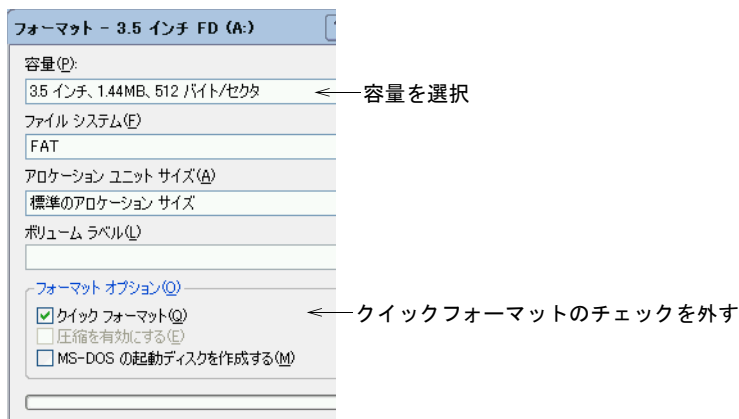 フォーマット - 3.5 インチ FD (A:)
容量(P):
3.5 インチ、1.44MB、512 バイト/セクタ
容量を選択
ファイル システム(F)
FAT
アロケーション ユニット サイズ(A)
標準のアロケーション サイズ
ボリューム ラベル(L)
フォーマット オプション(O)
クイック フォーマット(Q)
クイックフォーマットのチェックを外す
圧縮を有効にする(E)
MS-DOS の起動ディスクを作成する(M)